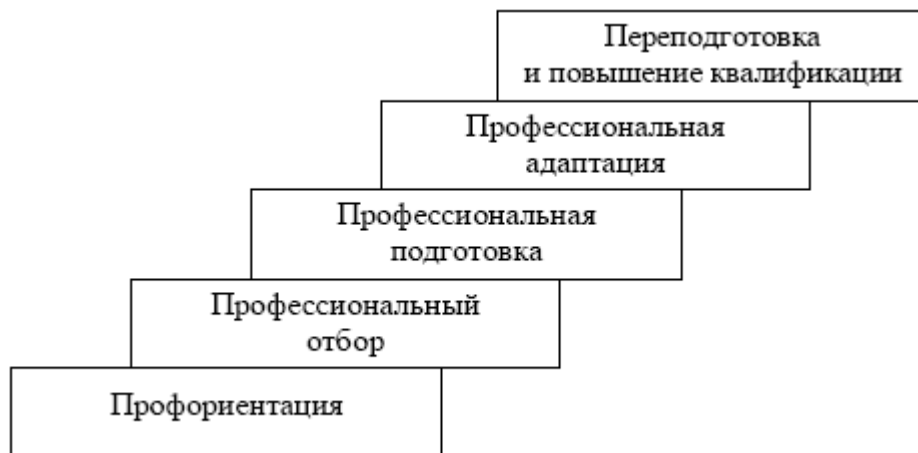 Переподготовка
и повышение квалификации
Профессиональная
адаптация
Профессиональная
подготовка
Профессиональный
отбор
Профориентация